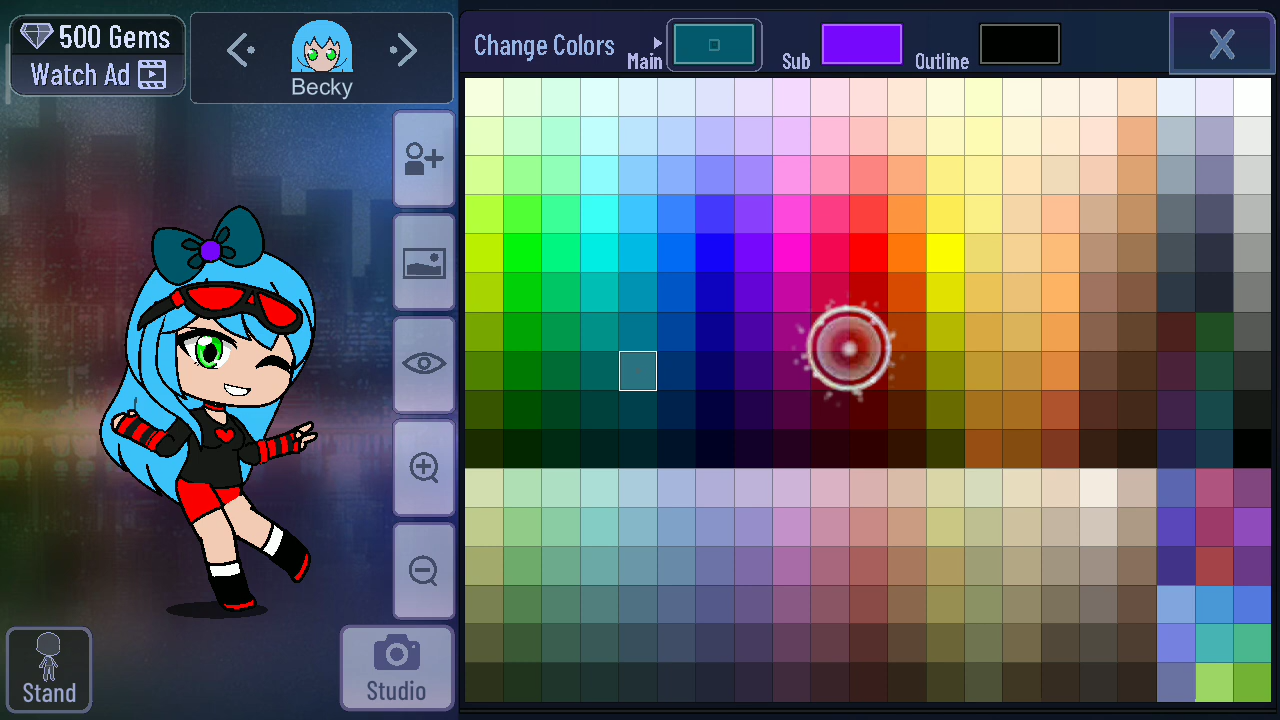 500 Gems
Watch Ad
Becky
Change Colors
Main
Sub
Outline
X
Stand
Studio